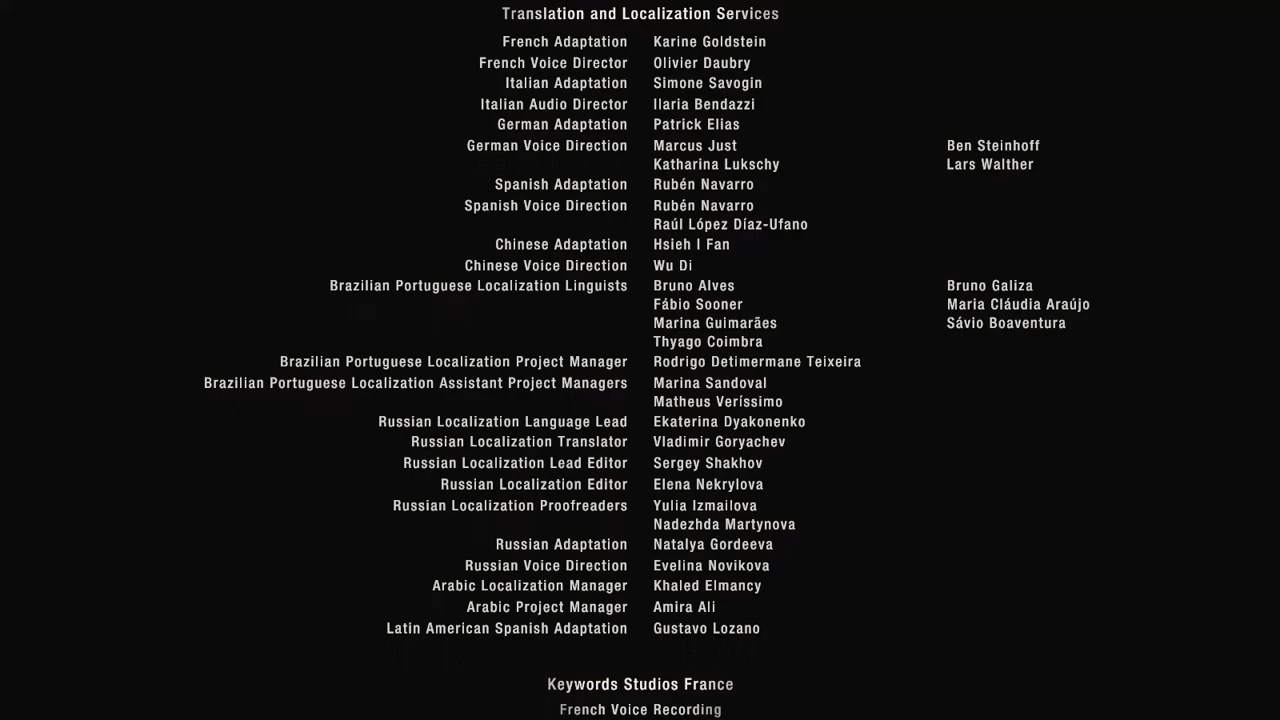 Translation and Localization Services
French Adaptation Karine Goldstein
French Voice Director Olivier Daubry
Italian Adaptation Simone Savogin
Italian Audio Director Ilaria Bendazzi
German Adaptation Patrick Elias
German Voice Direction Marcus Just Ben Steinhoff
Katharina Lukschy Lars Walther
Spanish Adaptation Rubén Navarro
Spanish Voice Direction Rubén Navarro
Raúl López Díaz-Ufano
Chinese Adaptation Hsieh I Fan
Chinese Voice Direction Wu Di
Brazilian Portuguese Localization Linguists Bruno Alves Bruno Galiza
Fábio Sooner Maria Cláudia Araújo
Marina Guimarães Sávio Boaventura
Thyago Coimbra
Brazilian Portuguese Localization Project Manager Rodrigo Detimermane Teixeira
Brazilian Portuguese Localization Assistant Project Managers Marina Sandoval
Matheus Veríssimo
Russian Localization Language Lead Ekaterina Dyakonenko
Russian Localization Translator Vladimir Goryachev
Russian Localization Lead Editor Sergey Shakhov
Russian Localization Editor Elena Nekrylova
Russian Localization Proofreaders Yulia Izmailova
Nadezhda Martynova
Russian Adaptation Natalya Gordeeva
Russian Voice Direction Evelina Novikova
Arabic Localization Manager Khaled Elmancy
Arabic Project Manager Amira Ali
Latin American Spanish Adaptation Gustavo Lozano
Keywords Studios France
French Voice Recording